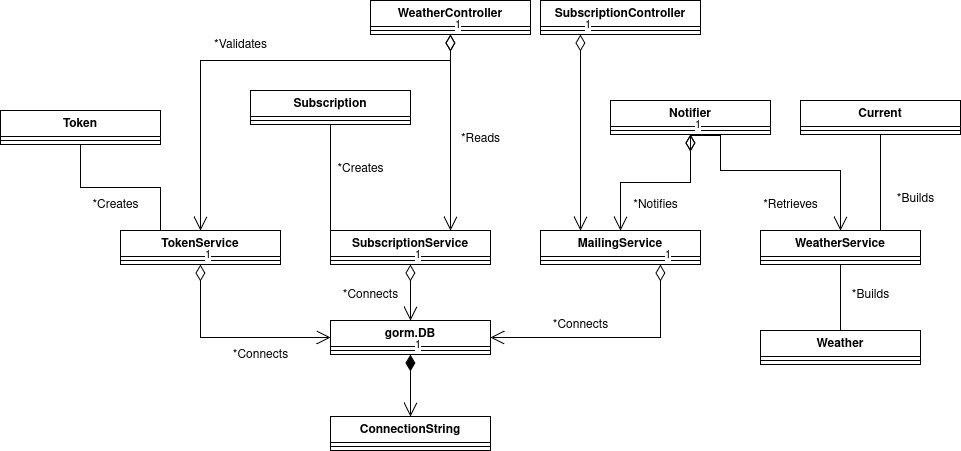 WeatherController
1
SubscriptionController
1
*Validates
Subscription
Notifier
1
Current
Token
*Reads
*Creates
*Creates
*Notifies
*Retrieves
*Builds
TokenService
1
SubscriptionService
1
MailingService
1
WeatherService
*Connects
*Builds
gorm.DB
1
*Connects
*Connects
Weather
ConnectionString